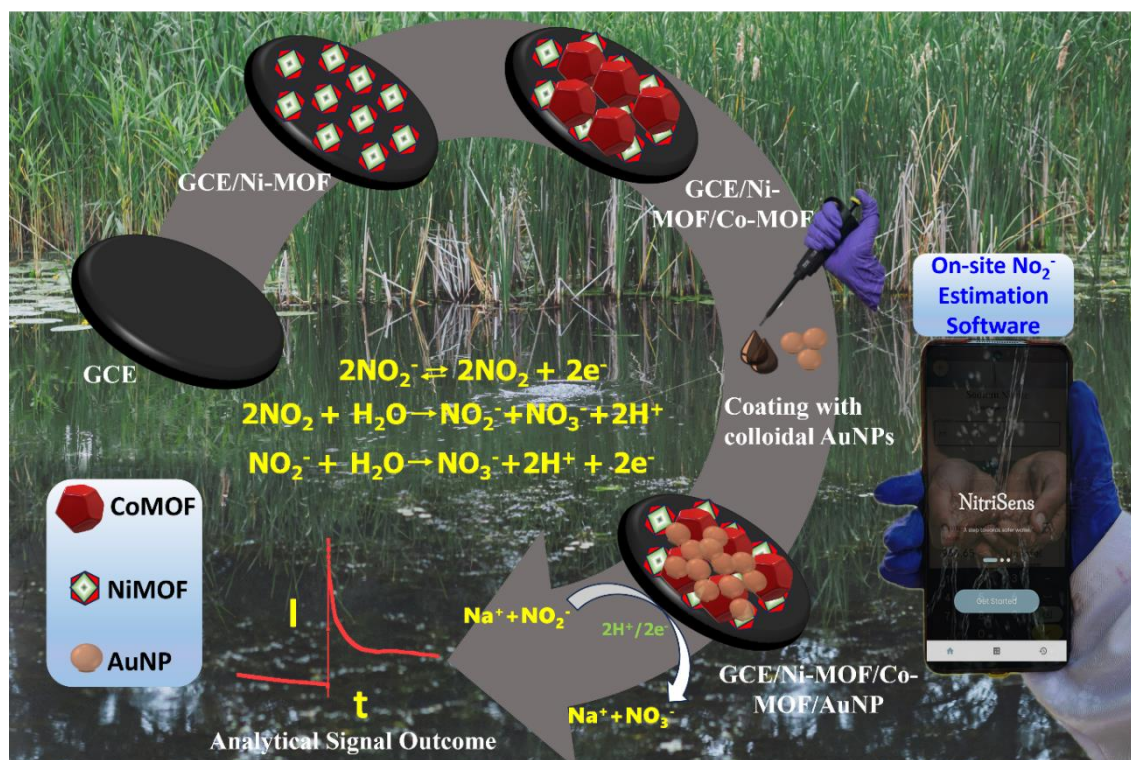 GCE/Ni-MOF
GCE/Ni-
MOF/Co-MOF
GCE
On-site No₂⁻
Estimation
Software
2NO₂⁻ ⇌ 2NO₂ + 2e⁻
2NO₂ + H₂O → NO₂⁻ + NO₃⁻ + 2H⁺
NO₂⁻ + H₂O → NO₃⁻ + 2H⁺ + 2e⁻
Coating with
colloidal AuNPs
NitriSens
Get Started
CoMOF
NiMOF
AuNP
I
t
Analytical Signal Outcome
Na⁺ + NO₂⁻
2H⁺/2e⁻
Na⁺ + NO₃⁻
GCE/Ni-MOF/Co-
MOF/AuNP